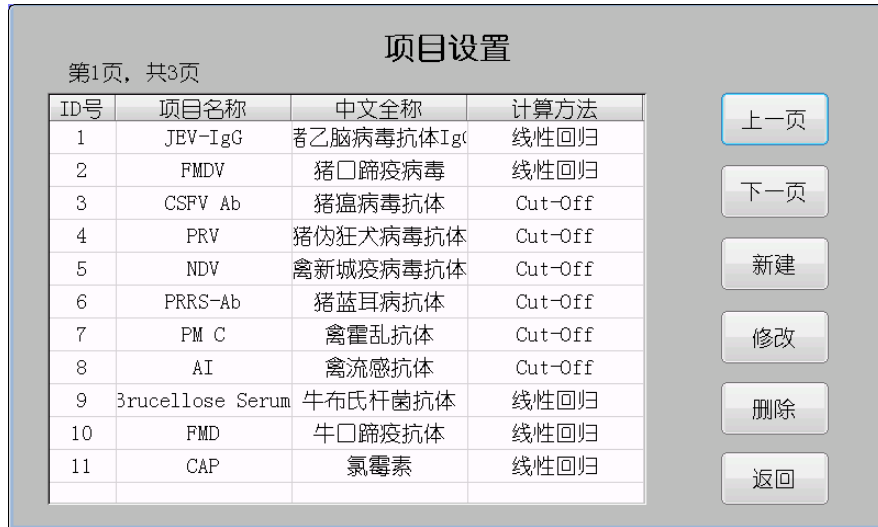 项目设置
第1页，共3页
ID号 项目名称 中文全称 计算方法
1 JEV-IgG 猪乙脑病毒抗体IgG 线性回归
2 FMDV 猪口蹄疫病毒 线性回归
3 CSFV Ab 猪瘟病毒抗体 Cut-Off
4 PRV 猪伪狂犬病毒抗体 Cut-Off
5 NDV 禽新城疫病毒抗体 Cut-Off
6 PRRS-Ab 猪蓝耳病抗体 Cut-Off
7 PM C 禽霍乱抗体 Cut-Off
8 AI 禽流感抗体 Cut-Off
9 Brucellose Serum 牛布氏杆菌抗体 线性回归
10 FMD 牛口蹄疫抗体 线性回归
11 CAP 氯霉素 线性回归
上一页
下一页
新建
修改
删除
返回